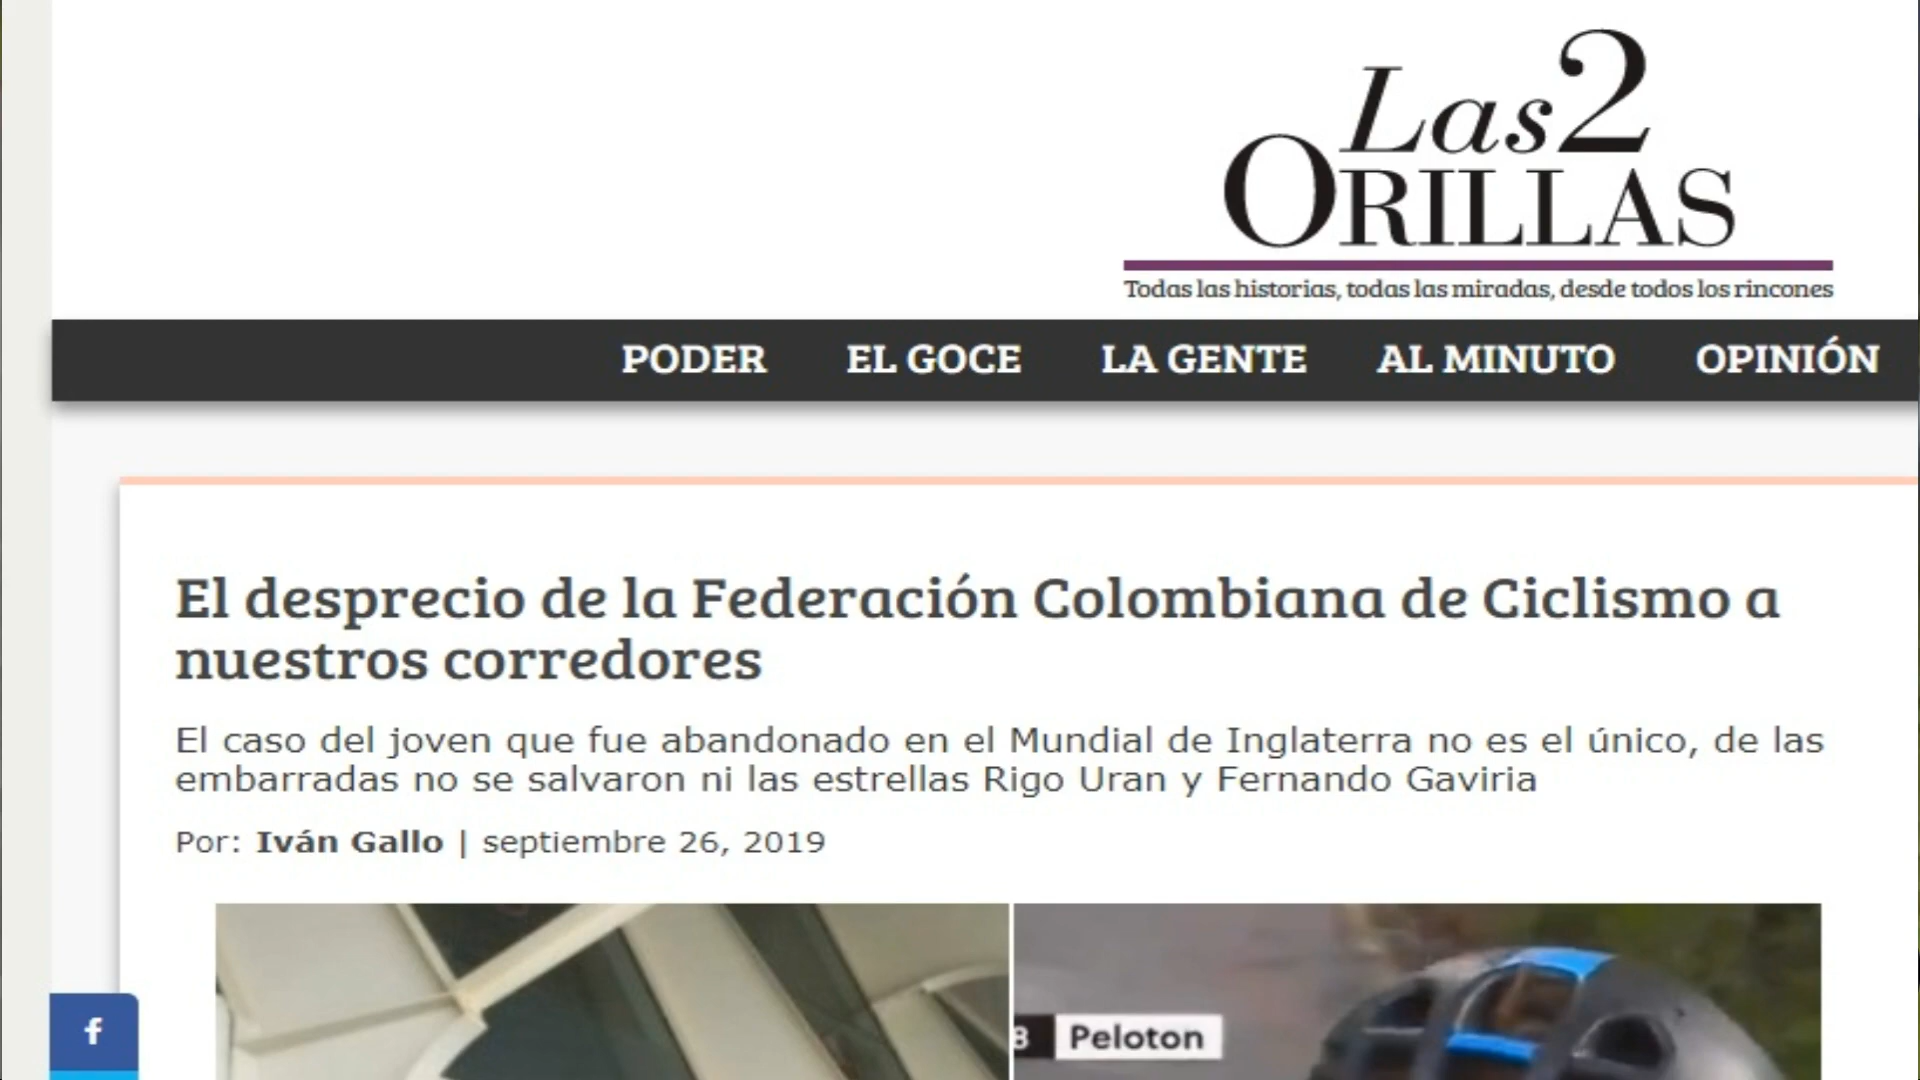 Las2
ORILLAS
Todas las historias, todas las miradas, desde todos los rincones
PODER EL GOCE LA GENTE AL MINUTO OPINIÓN
El desprecio de la Federación Colombiana de Ciclismo a
nuestros corredores
El caso del joven que fue abandonado en el Mundial de Inglaterra no es el único, de las
embarradas no se salvaron ni las estrellas Rigo Uran y Fernando Gaviria
Por: Iván Gallo | septiembre 26, 2019
f
8 Peloton